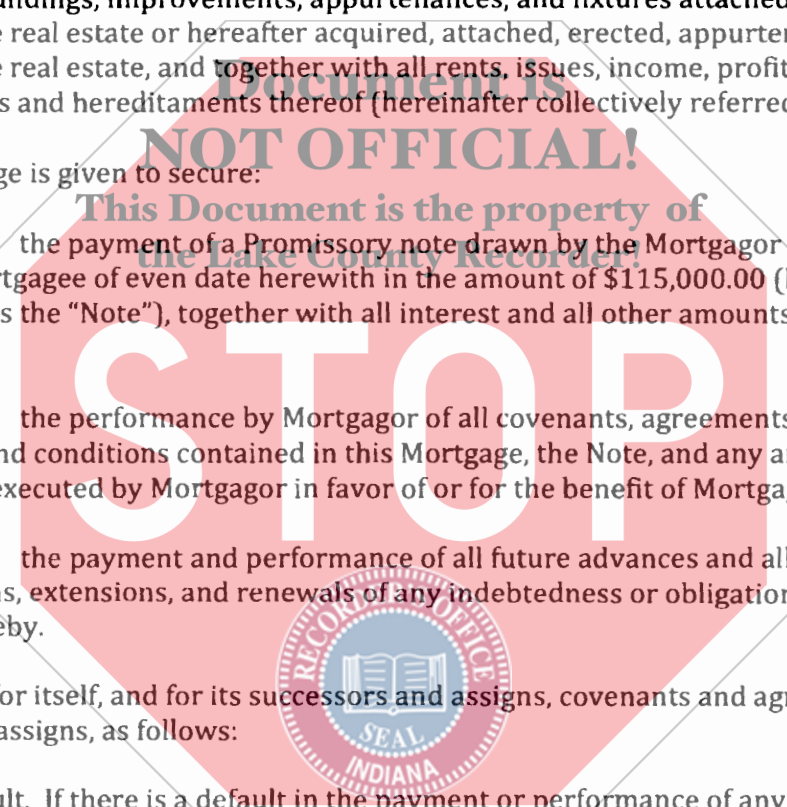 buildings, improvements, appurtenances, and fixtures attached
e real estate or hereafter acquired, attached, erected, appurten
e real estate, and together with all rents, issues, income, profit
s and hereditaments thereof (hereinafter collectively referred
Document is
NOT OFFICIAL!
ge is given to secure:
This Document is the property of
the Lake County Recorder!
the payment of a Promissory note drawn by the Mortgagor
rtgagee of even date herewith in the amount of $115,000.00 (
s the “Note”), together with all interest and all other amounts
STOP
the performance by Mortgagor of all covenants, agreements
nd conditions contained in this Mortgage, the Note, and any a
executed by Mortgagor in favor of or for the benefit of Mortga
the payment and performance of all future advances and all
s, extensions, and renewals of any indebtedness or obligation
eby.
RECORDER'S OFFICE
SEAL
INDIANA
or itself, and for its successors and assigns, covenants and agr
assigns, as follows:
ult. If there is a default in the payment or performance of any